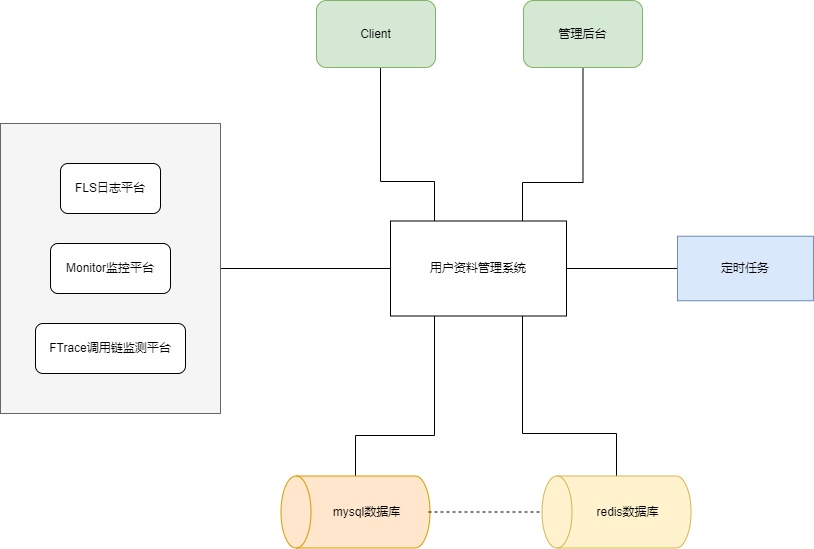 Client
管理后台
FLS日志平台
Monitor监控平台
FTrace调用链监测平台
用户资料管理系统
定时任务
mysql数据库
redis数据库